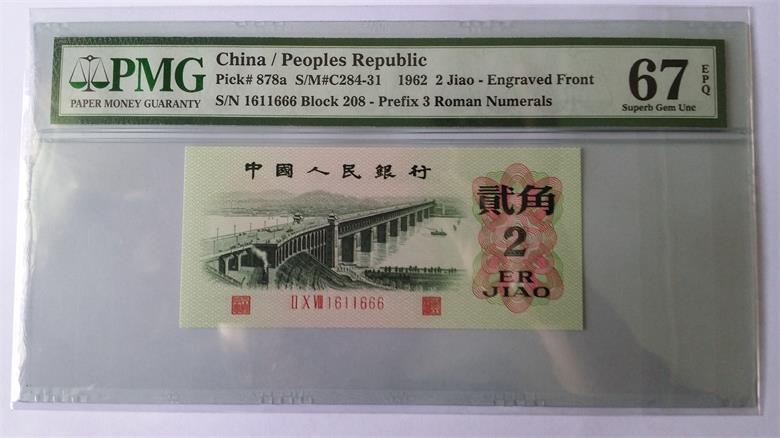 PMG
PAPER MONEY GUARANTY
China / Peoples Republic
Pick# 878a S/M#C284-31 1962 2 Jiao - Engraved Front
S/N 1611666 Block 208 - Prefix 3 Roman Numerals
67
EPQ
Superb Gem Unc
中國人民銀行
貳角
2
ER
JIAO
II X VIII 1611666